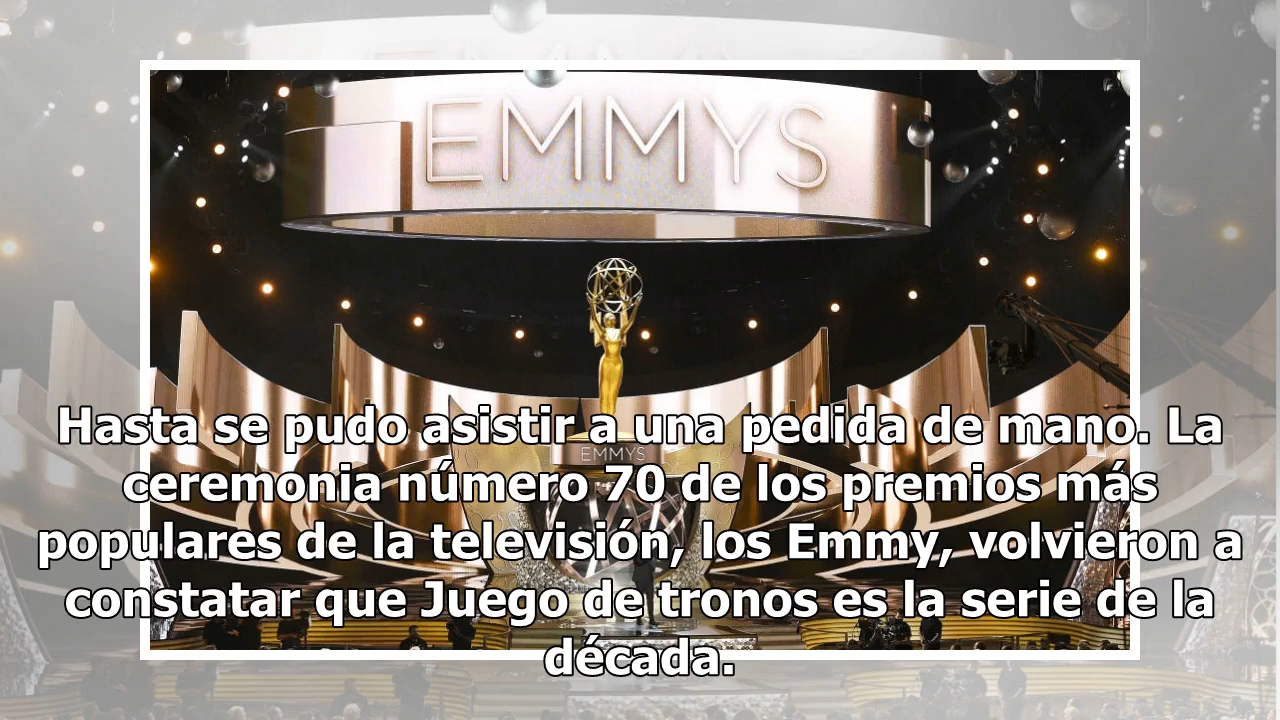 EMMYS
Hasta se pudo asistir a una pedida de mano. La
EMMYS
ceremonia número 70 de los premios más
populares de la televisión, los Emmy, volvieron a
constatar que Juego de tronos es la serie de la
década.